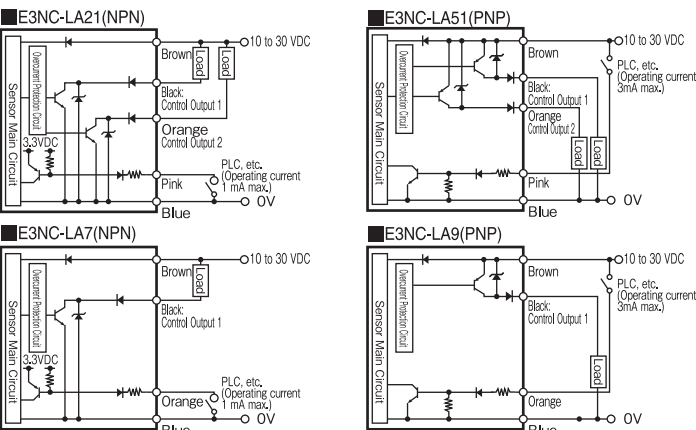 ■E3NC-LA21(NPN)
Sensor Main Circuit
Overcurrent Protection Circuit
3.3VDC
Brown
Load
Load
10 to 30 VDC
Black:
Control Output 1
Orange
Control Output 2
Pink
PLC, etc.
(Operating current
1 mA max.)
Blue
0V
■E3NC-LA51(PNP)
Sensor Main Circuit
Overcurrent Protection Circuit
Brown
10 to 30 VDC
PLC, etc.
(Operating current
3mA max.)
Black:
Control Output 1
Orange
Control Output 2
Load
Load
Pink
Blue
0V
■E3NC-LA7(NPN)
Sensor Main Circuit
Overcurrent Protection Circuit
3.3VDC
Brown
Load
10 to 30 VDC
Black:
Control Output 1
Orange
PLC, etc.
(Operating current
1 mA max.)
Blue
0V
■E3NC-LA9(PNP)
Sensor Main Circuit
Overcurrent Protection Circuit
Brown
10 to 30 VDC
PLC, etc.
(Operating current
3mA max.)
Black:
Control Output 1
Load
Orange
Blue
0V